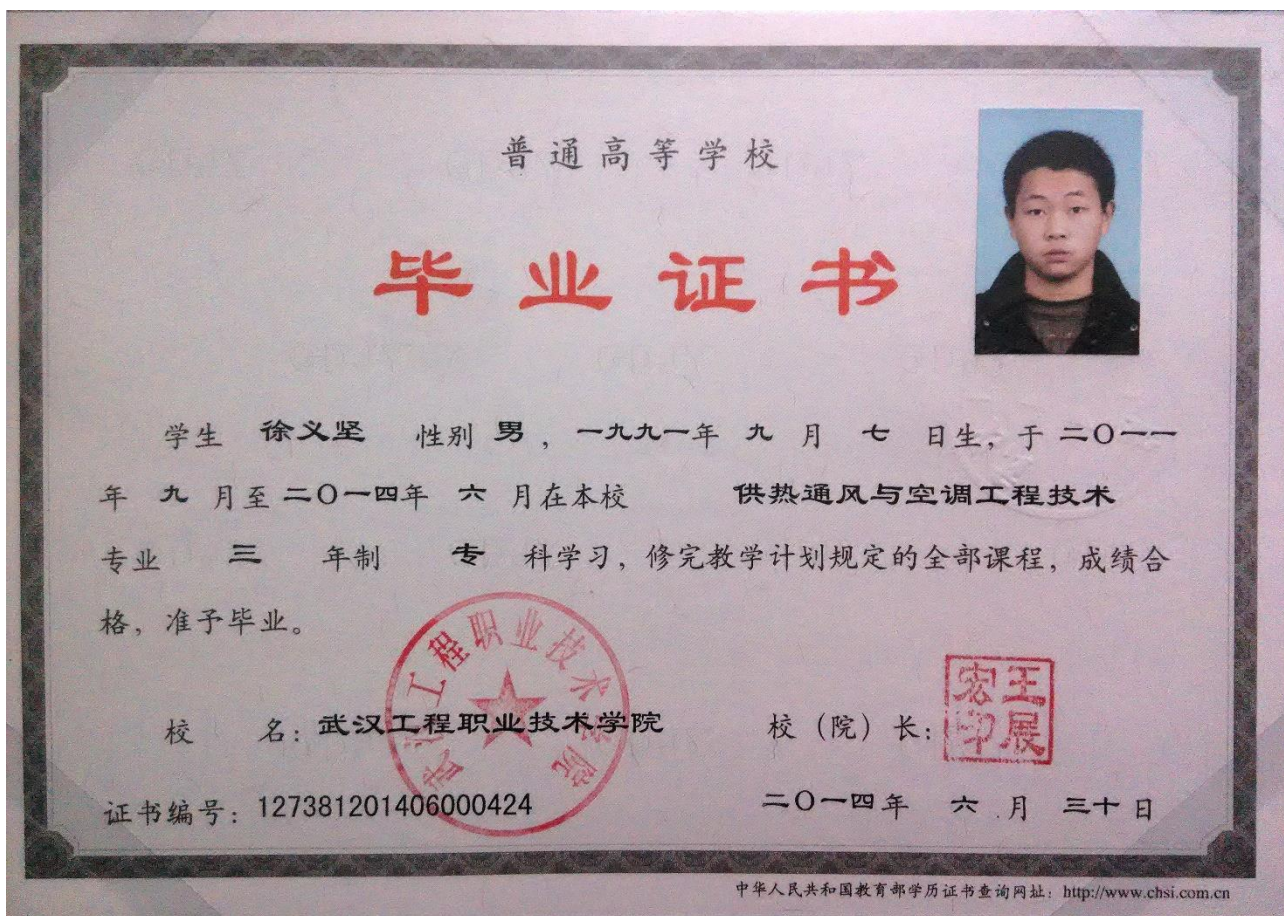 普通高等学校
毕业证书
学生 徐义坚 性别 男 ，一九九一年 九 月 七 日生，于 二〇一一
年 九 月至 二〇一四年 六 月在本校 供热通风与空调工程技术
专业 三 年制 专 科学习，修完教学计划规定的全部课程，成绩合
格，准予毕业。
武汉工程职业技术学院
校 名：武汉工程职业技术学院 校（院）长：
王展宏印
证书编号：127381201406000424 二〇一四年 六 月 三十 日
中华人民共和国教育部学历证书查询网址：http://www.chsi.com.cn